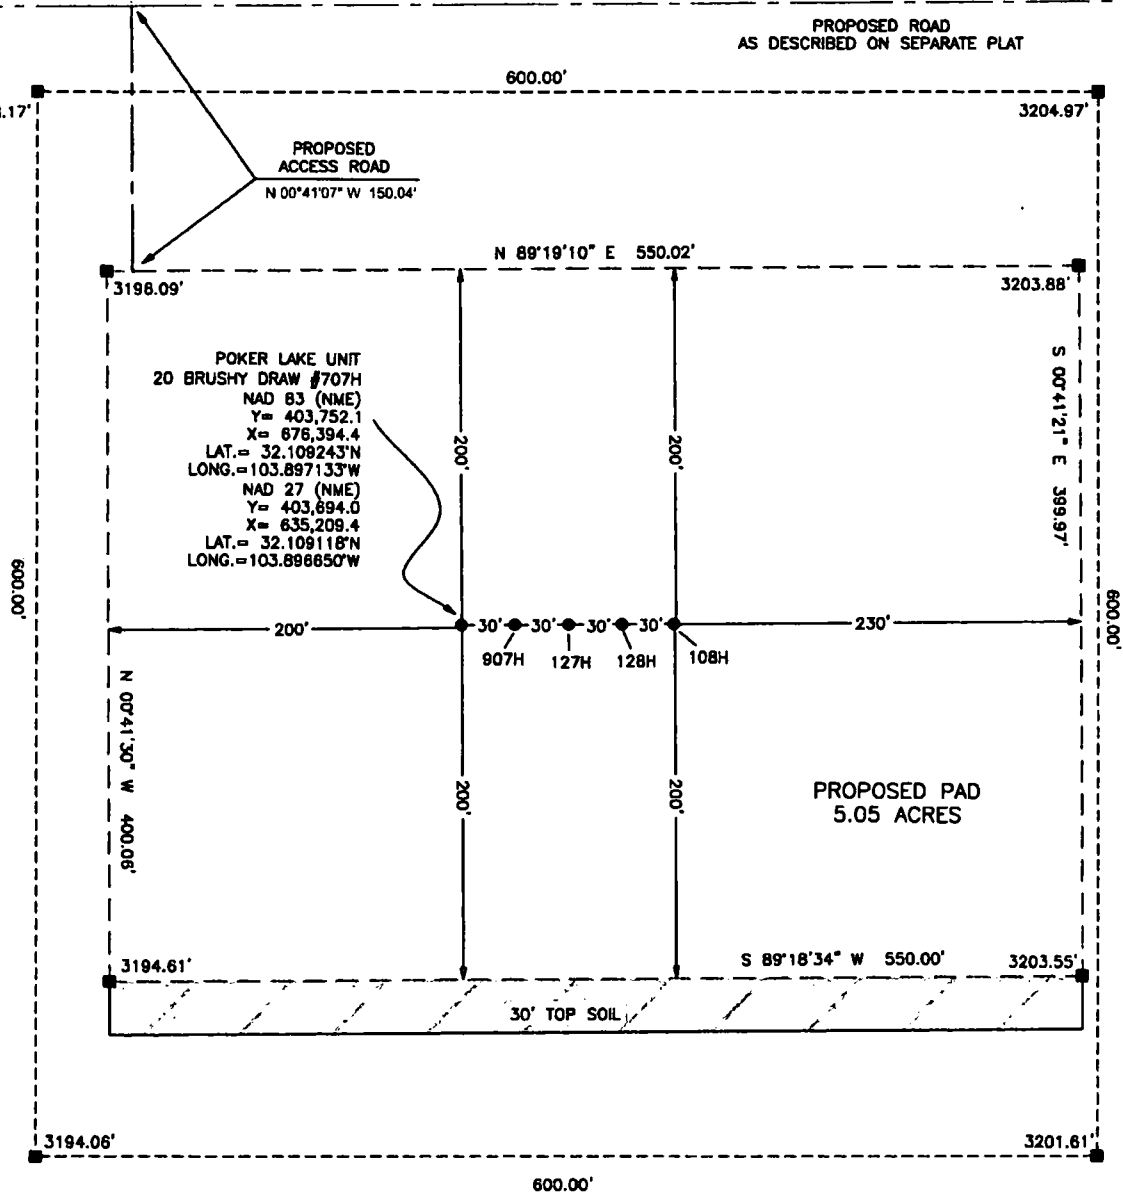 PROPOSED ROAD
AS DESCRIBED ON SEPARATE PLAT
600.00'
.17'
3204.97'
PROPOSED
ACCESS ROAD
N 00°41'07" W 150.04'
N 89°19'10" E 550.02'
3198.09'
3203.88'
POKER LAKE UNIT
20 BRUSHY DRAW #707H
NAD 83 (NME)
Y= 403,752.1
X= 676,394.4
LAT.= 32.109243°N
LONG.=103.897133°W
NAD 27 (NME)
Y= 403,694.0
X= 635,209.4
LAT.= 32.109118°N
LONG.=103.896650°W
200'
200'
S 00°41'21" E 399.97'
600.00'
600.00'
200'
30'
30'
30'
30'
230'
907H
127H
128H
108H
N 00°41'30" W 400.06'
200'
200'
PROPOSED PAD
5.05 ACRES
3194.61'
S 89°18'34" W 550.00'
3203.55'
30' TOP SOIL
3194.06'
3201.61'
600.00'